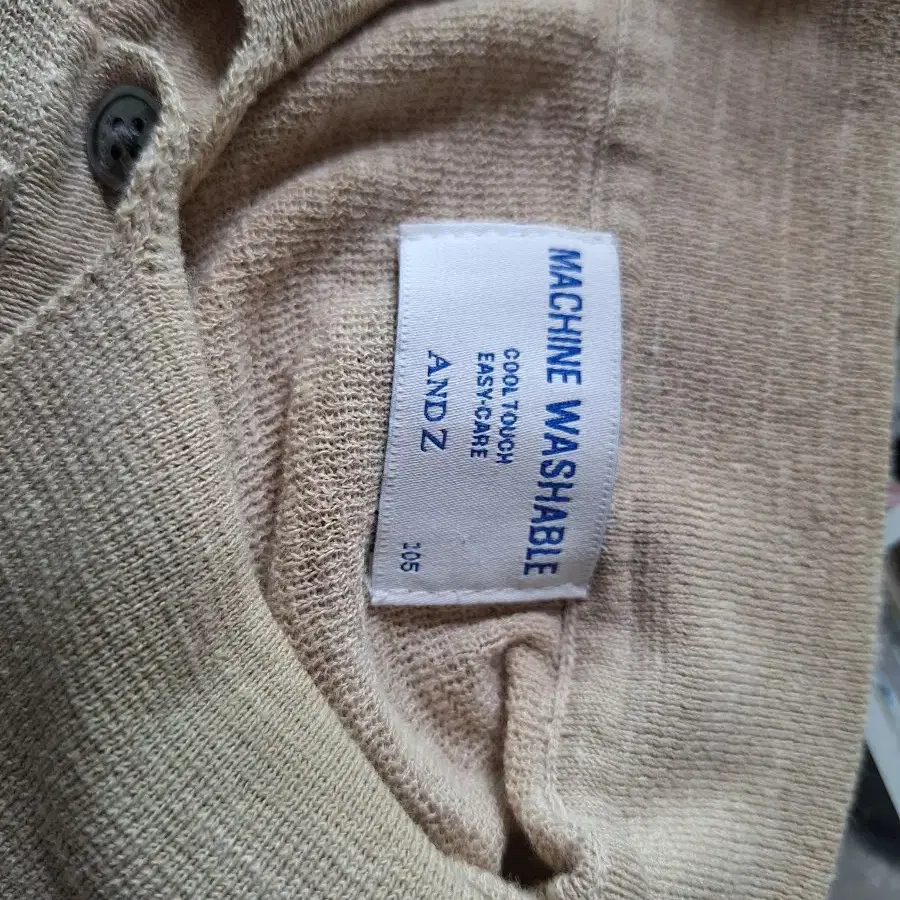 MACHINE WASHABLE
COOL TOUCH
EASY-CARE
AND Z
105